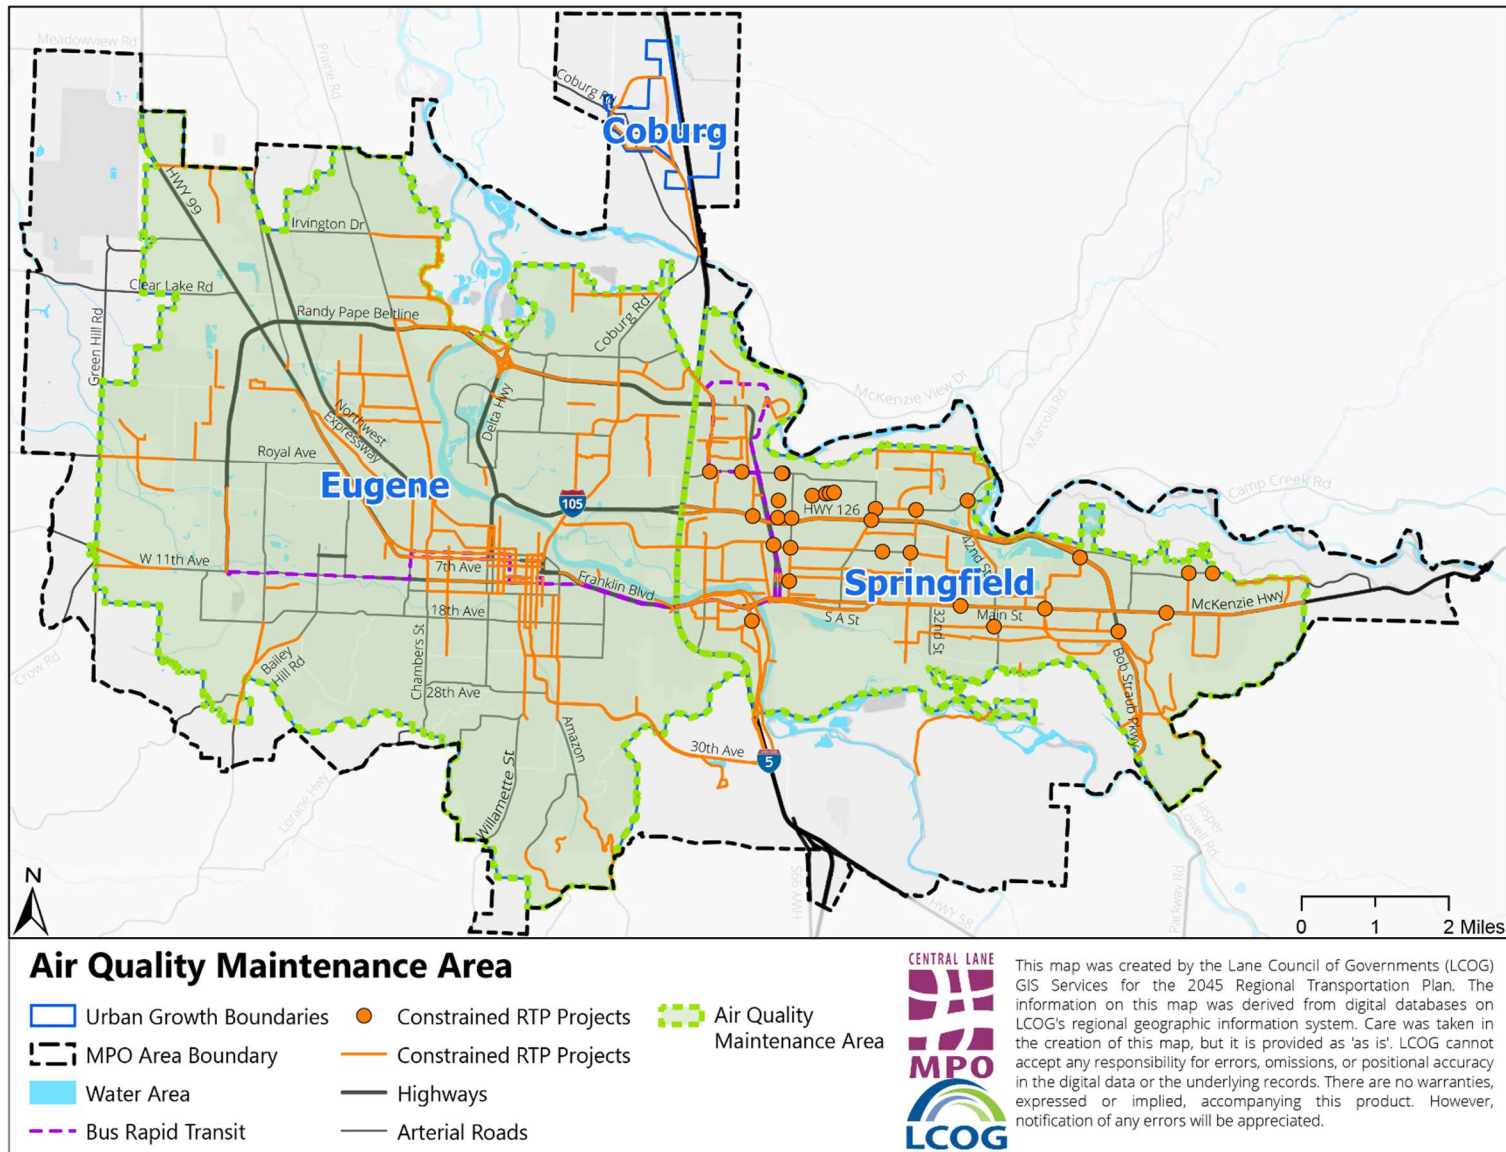 Meadowview Rd
Prairie Rd
Coburg Rd
Coburg
HWY 99
Irvington Dr
Clear Lake Rd
Randy Pape Beltline
Green Hill Rd
Coburg Rd
McKenzie View Dr
Marcola Rd
Delta Hwy
Northwest
Expressway
Royal Ave
Eugene
105
HWY 126
Camp Creek Rd
42nd St
W 11th Ave
7th Ave
Franklin Blvd
Springfield
McKenzie Hwy
18th Ave
S A St
32nd St
Main St
Crow Rd
Bailey
Hill Rd
Chambers St
28th Ave
Bob Straub Pkwy
Amazon
30th Ave
5
Willamette St
Lorane Hwy
Jasper
Lowell Rd
HWY 99S
HWY 58
Parkway Rd
N
0 1 2 Miles
Air Quality Maintenance Area
Urban Growth Boundaries
MPO Area Boundary
Water Area
Bus Rapid Transit
Constrained RTP Projects
Constrained RTP Projects
Highways
Arterial Roads
Air Quality
Maintenance Area
CENTRAL LANE
MPO
LCOG
This map was created by the Lane Council of Governments (LCOG)
GIS Services for the 2045 Regional Transportation Plan. The
information on this map was derived from digital databases on
LCOG's regional geographic information system. Care was taken in
the creation of this map, but it is provided as 'as is'. LCOG cannot
accept any responsibility for errors, omissions, or positional accuracy
in the digital data or the underlying records. There are no warranties,
expressed or implied, accompanying this product. However,
notification of any errors will be appreciated.